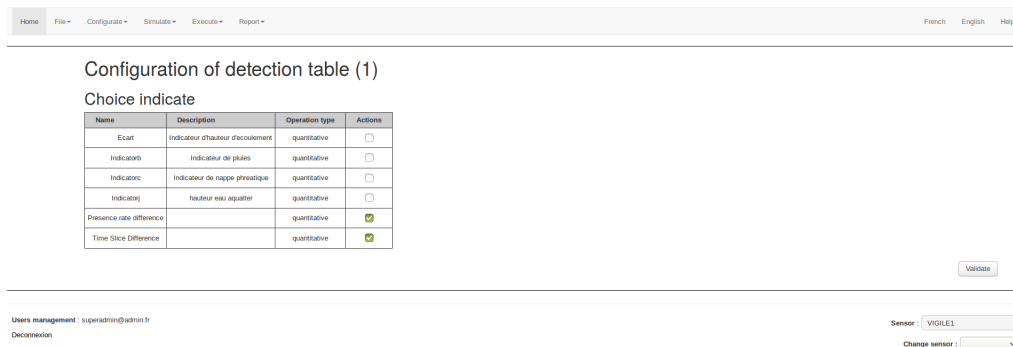 Home File Configurate Simulate Execute Report French English Help
Configuration of detection table (1)
Choice indicate
Name Description Operation type Actions
Ecart Indicateur d'hauteur d'ecoulement quantitative
Indicatorb Indicateur de pluies quantitative
Indicatorc Indicateur de nappe phreatique quantitative
Indicatorj hauteur eau aqualter quantitative
Presence rate difference quantitative
Time Slice Difference quantitative
Validate
Users management : superadmin@admin.fr
Sensor : VIGILE1
Deconnexion
Change sensor :